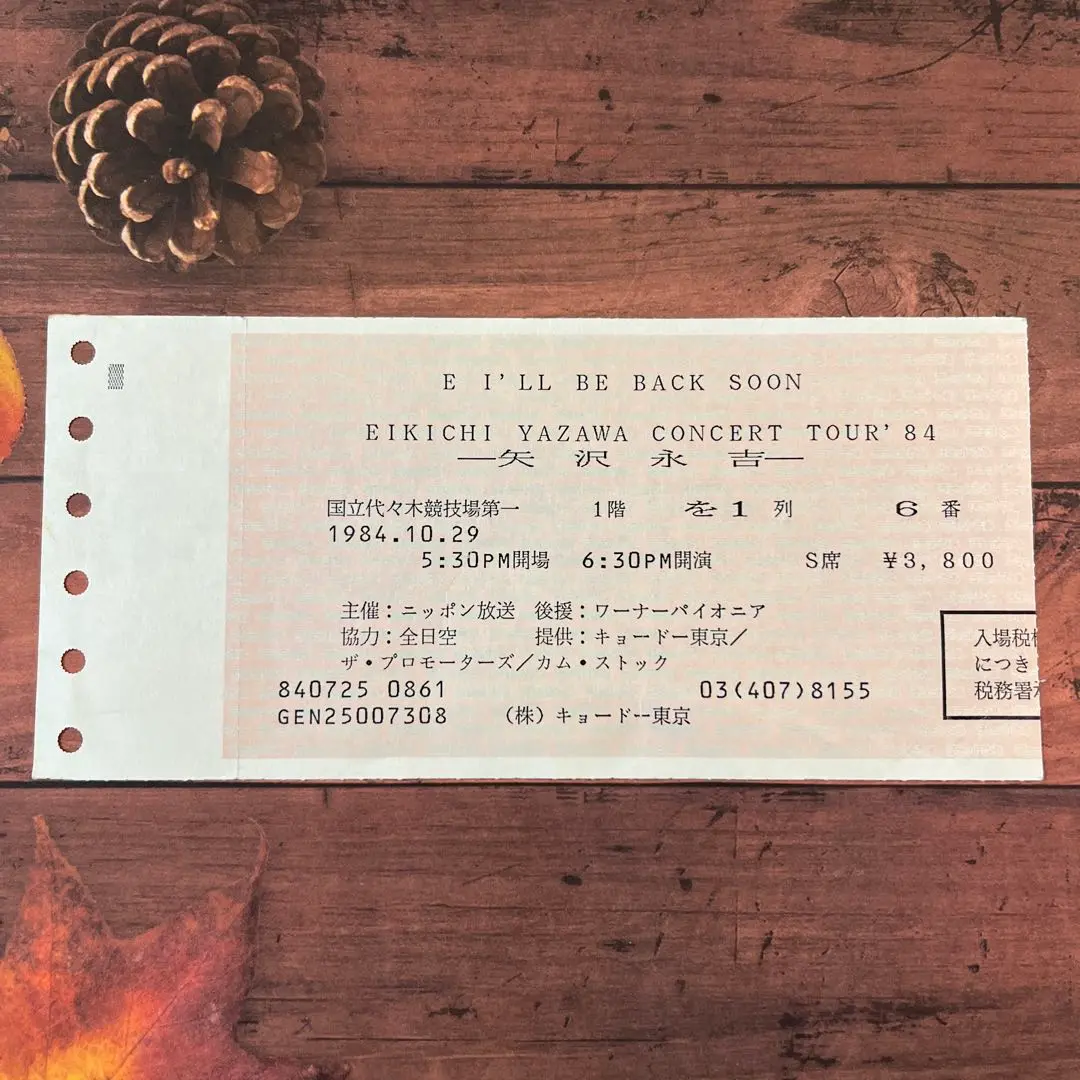 E I'LL BE BACK SOON
EIKICHI YAZAWA CONCERT TOUR'84
―矢沢永吉―
国立代々木競技場第一 1階 を1列 6番
1984.10.29
5:30PM開場 6:30PM開演 S席 ¥3,800
主催：ニッポン放送 後援：ワーナーパイオニア
協力：全日空 提供：キョードー東京／
ザ・プロモーターズ／カム・ストック
入場税
につき
税務署
840725 0861 03(407)8155
GEN25007308 （株）キョードー東京